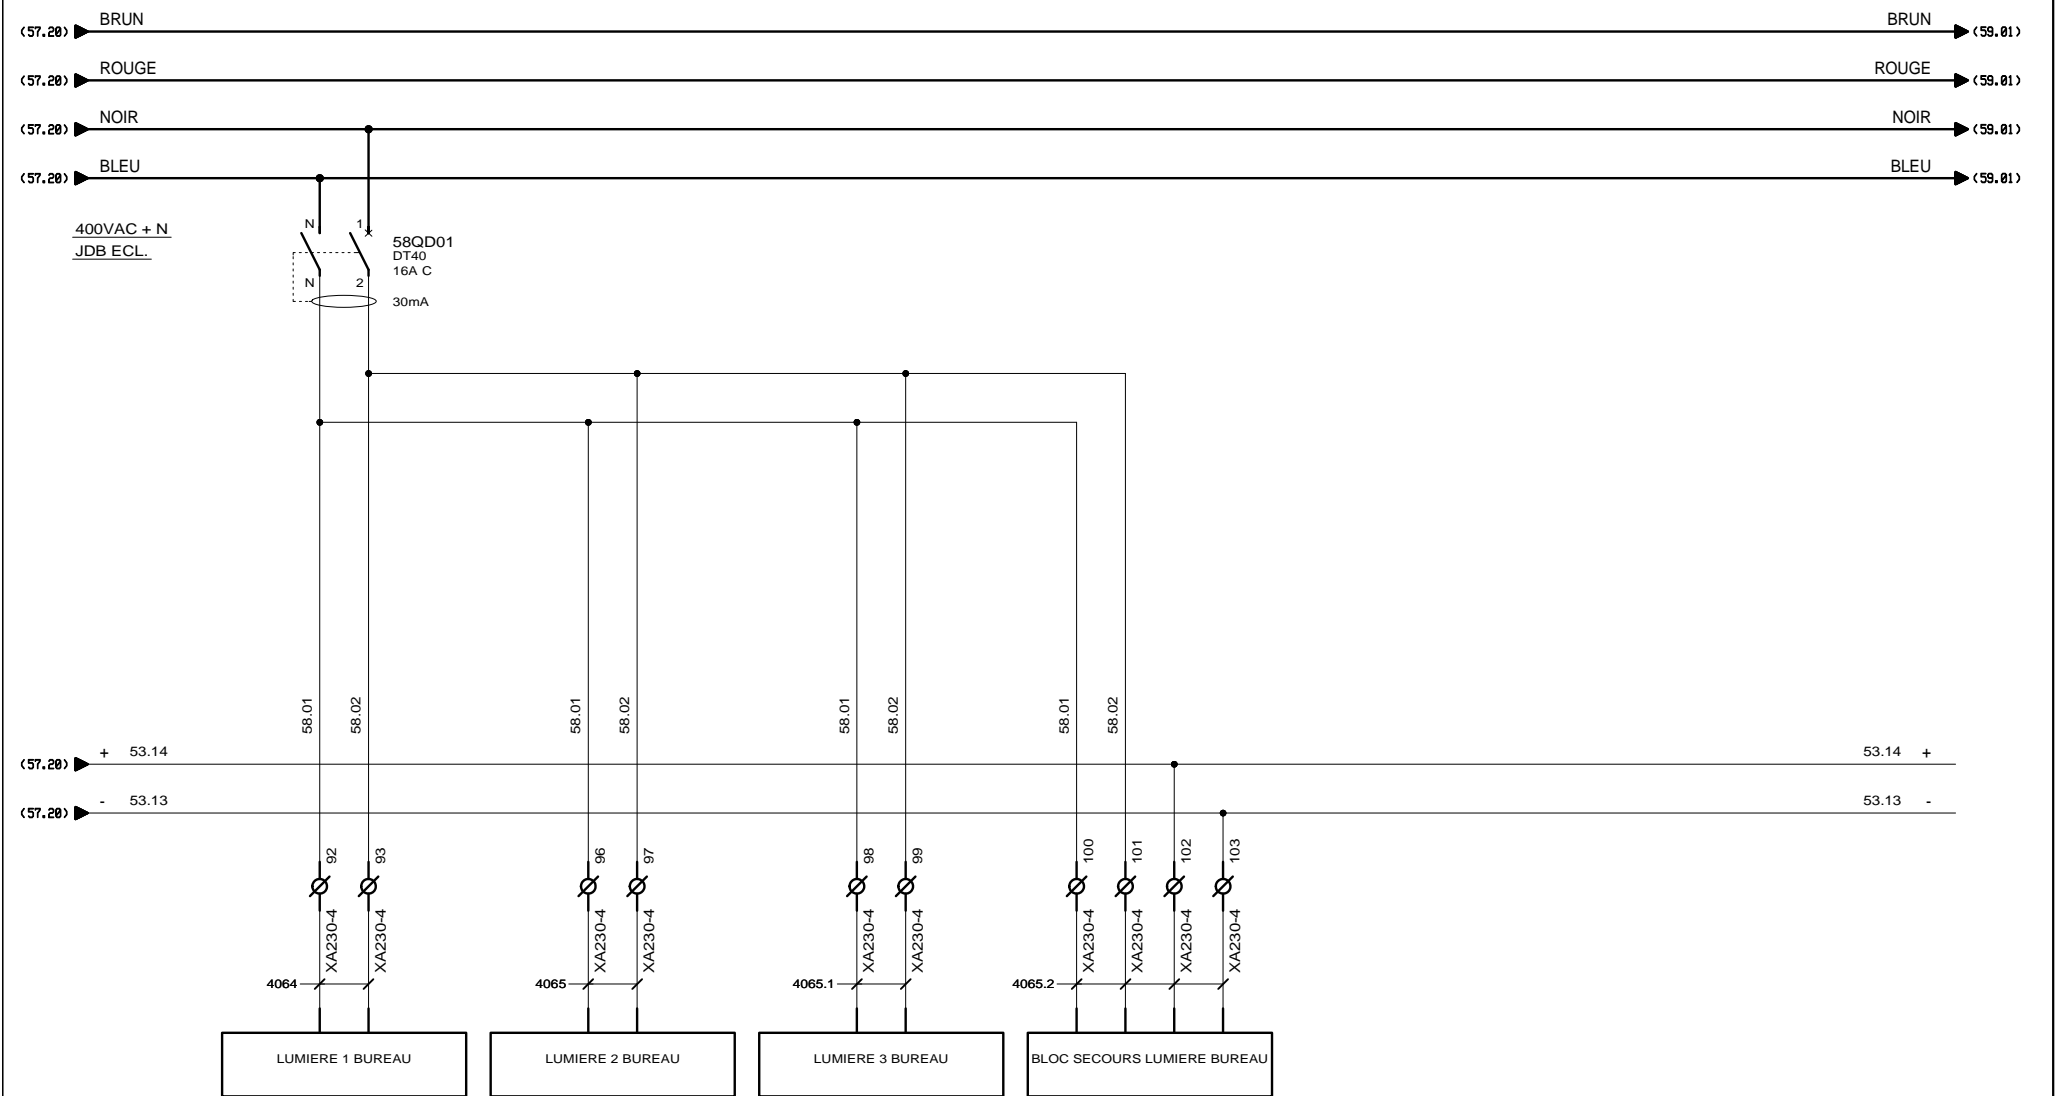 BRUN BRUN
(57.20) (59.01)
ROUGE ROUGE
(57.20) (59.01)
NOIR NOIR
(57.20) (59.01)
BLEU BLEU
(57.20) (59.01)
400VAC + N
JDB ECL.
N 1
58QD01
DT40
16A C
N 2
30mA
58.01 58.02 58.01 58.02 58.01 58.02 58.01 58.02
+ 53.14 53.14 +
(57.20)
- 53.13 53.13 -
(57.20)
92 93 96 97 98 99 100 101 102 103
XA230-4 XA230-4 XA230-4 XA230-4 XA230-4 XA230-4 XA230-4 XA230-4 XA230-4 XA230-4
4064 4065 4065.1 4065.2
LUMIERE 1 BUREAU
LUMIERE 2 BUREAU
LUMIERE 3 BUREAU
BLOC SECOURS LUMIERE BUREAU